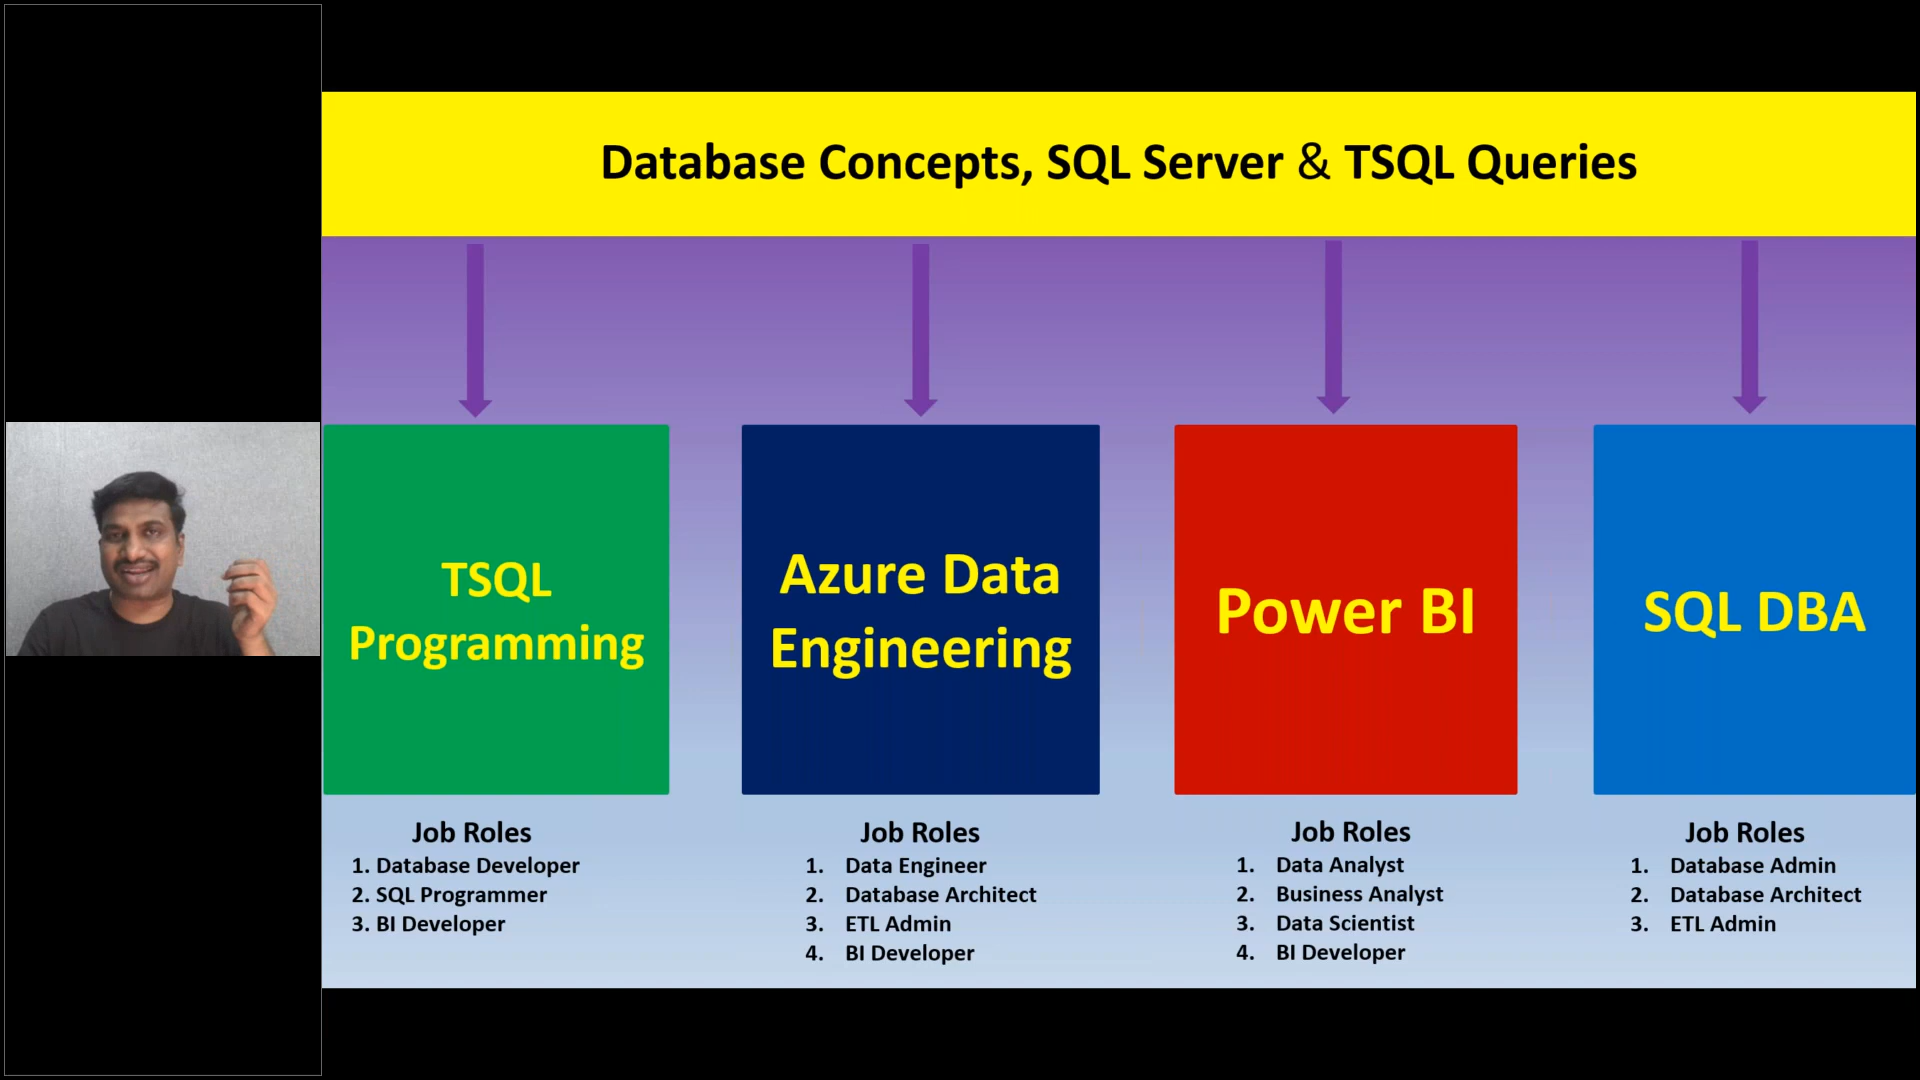 Database Concepts, SQL Server & TSQL Queries
TSQL
Programming
Azure Data
Engineering
Power BI
SQL DBA
Job Roles
1. Database Developer
2. SQL Programmer
3. BI Developer
Job Roles
1. Data Engineer
2. Database Architect
3. ETL Admin
4. BI Developer
Job Roles
1. Data Analyst
2. Business Analyst
3. Data Scientist
4. BI Developer
Job Roles
1. Database Admin
2. Database Architect
3. ETL Admin